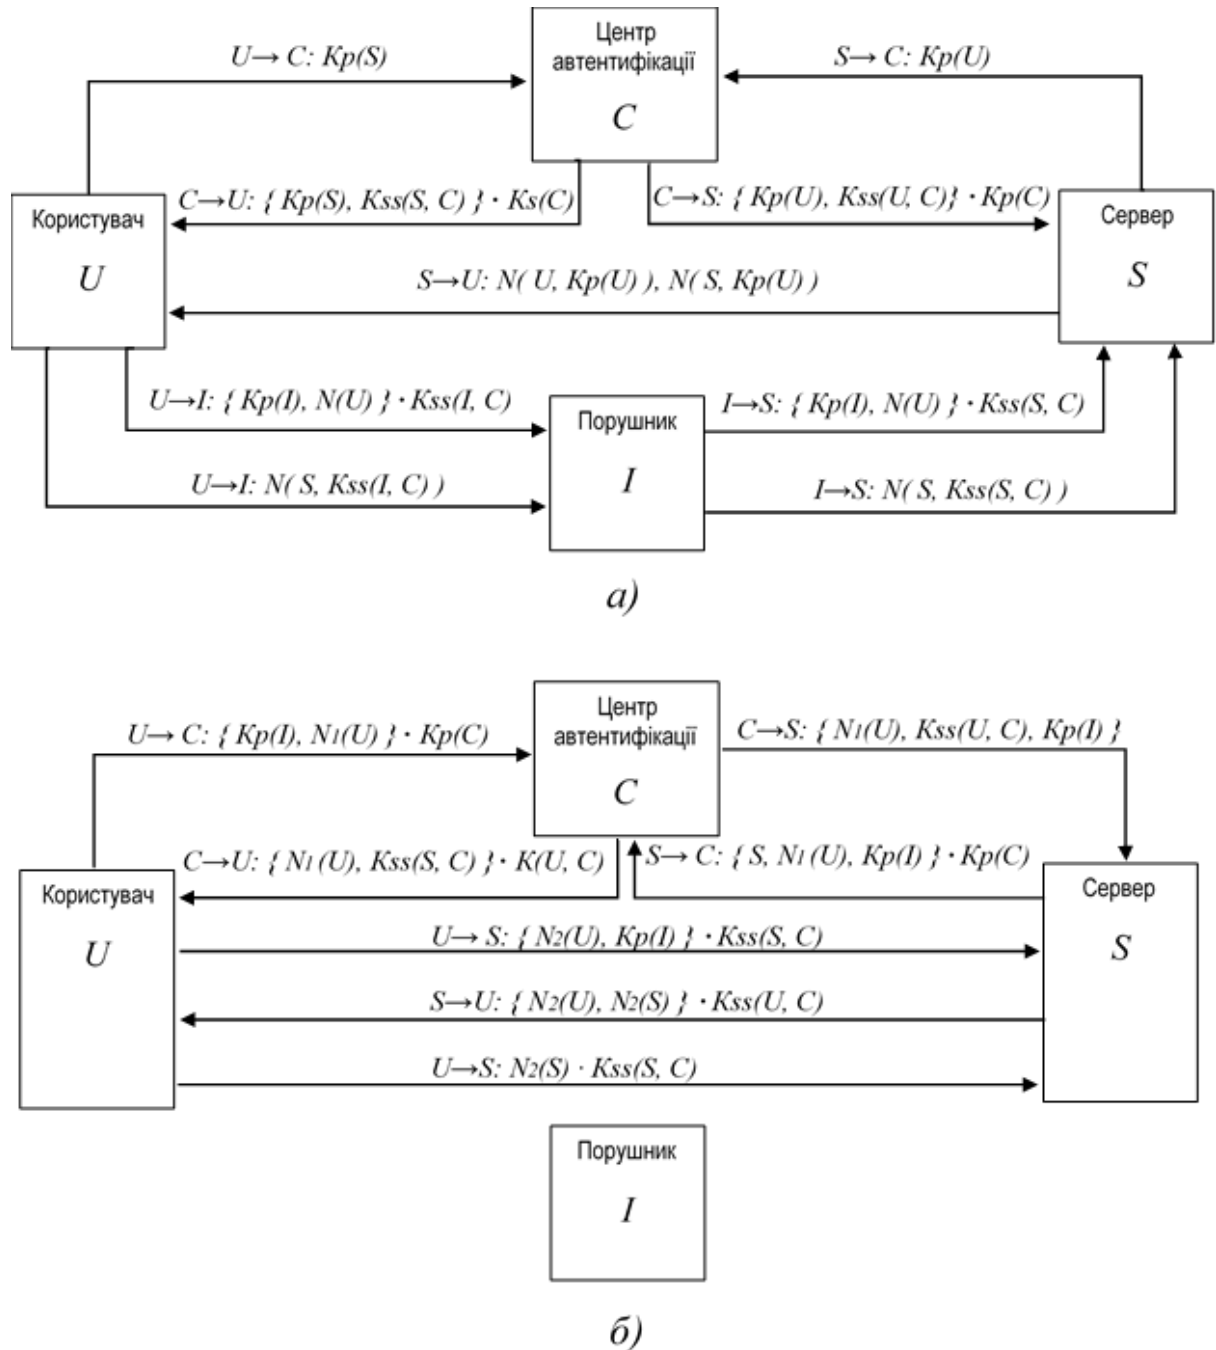 Центр
автентифікації
C
U→ C: Kp(S)
S→ C: Kp(U)
C→U: { Kp(S), Kss(S, C) } · Ks(C)
C→S: { Kp(U), Kss(U, C)} · Kp(C)
Користувач
U
Сервер
S
S→U: N( U, Kp(U) ), N( S, Kp(U) )
U→I: { Kp(I), N(U) } · Kss(I, C)
I→S: { Kp(I), N(U) } · Kss(S, C)
Порушник
I
U→I: N( S, Kss(I, C) )
I→S: N( S, Kss(S, C) )
а)
Центр
автентифікації
C
U→ C: { Kp(I), N1(U) } · Kp(C)
C→S: { N1(U), Kss(U, C), Kp(I) }
C→U: { N1(U), Kss(S, C) } · K(U, C)
S→ C: { S, N1(U), Kp(I) } · Kp(C)
Користувач
U
Сервер
S
U→ S: { N2(U), Kp(I) } · Kss(S, C)
S→U: { N2(U), N2(S) } · Kss(U, C)
U→S: N2(S) · Kss(S, C)
Порушник
I
б)